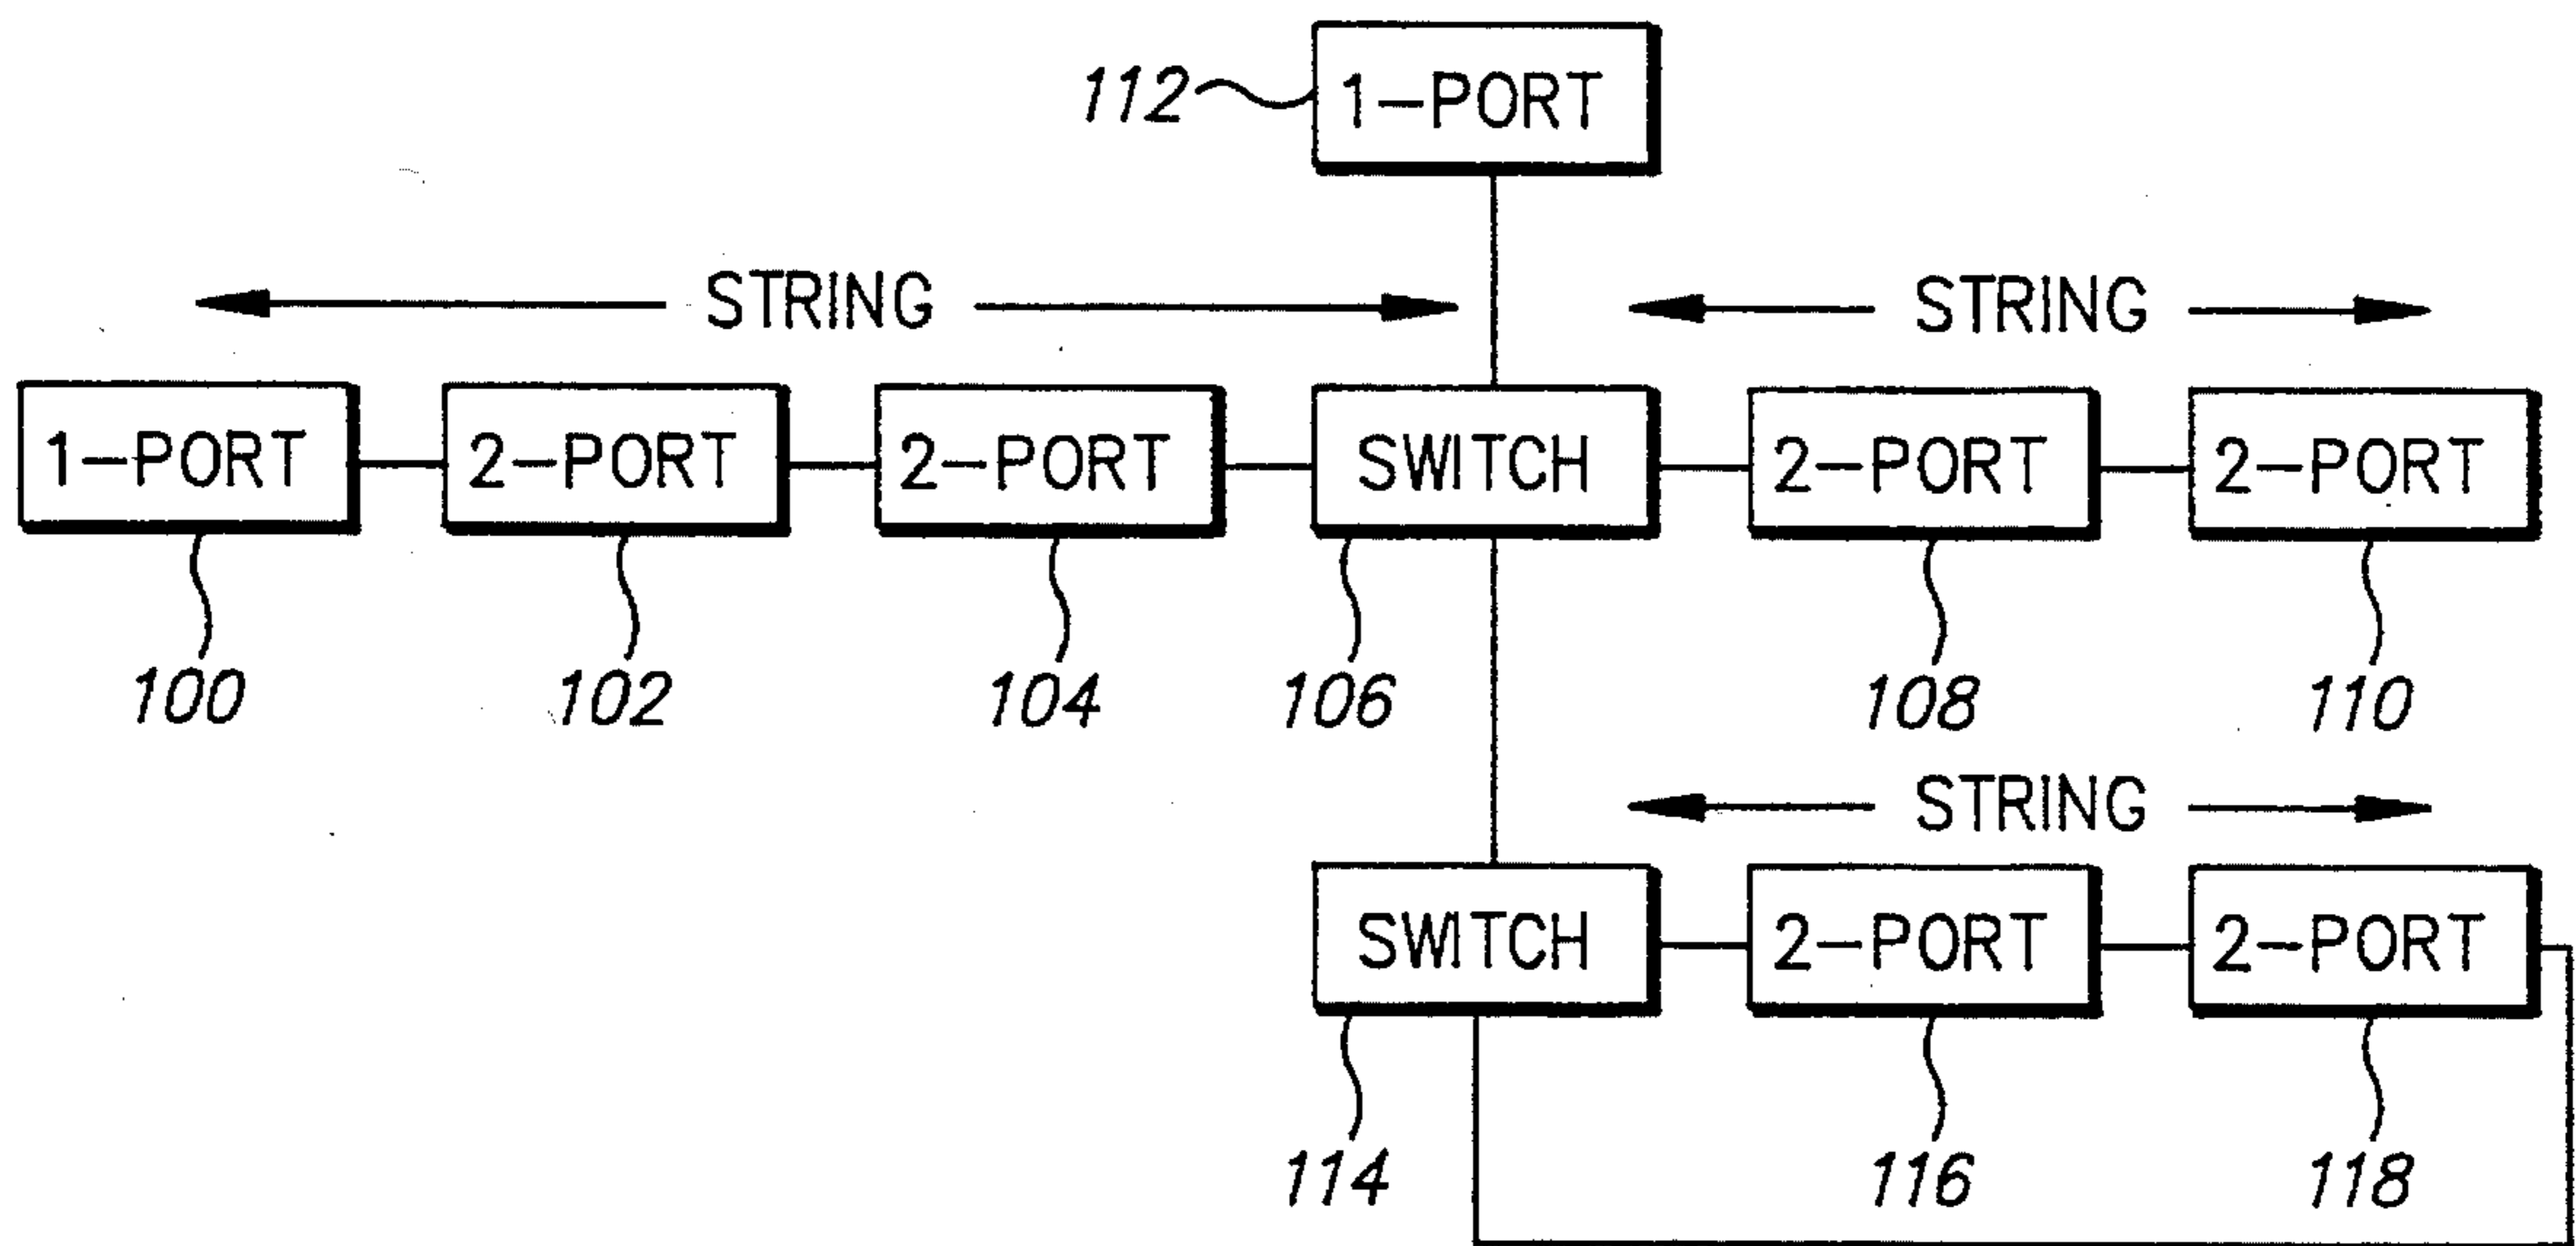 112 1-PORT
STRING STRING
1-PORT 2-PORT 2-PORT SWITCH 2-PORT 2-PORT
100 102 104 106 108 110
STRING
SWITCH 2-PORT 2-PORT
114 116 118